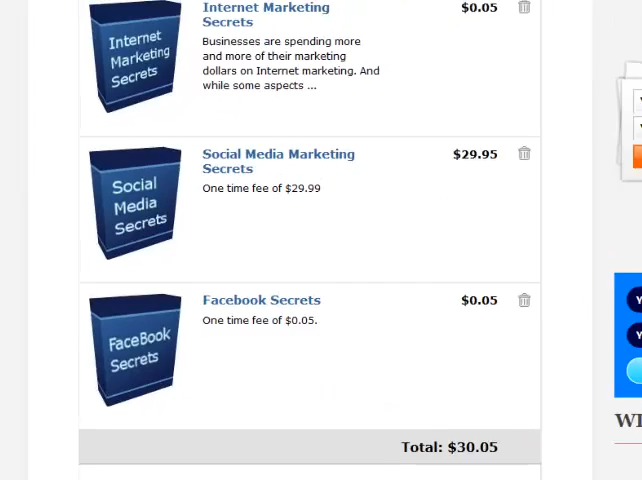 Internet Marketing
Secrets
$0.05
Businesses are spending more
and more of their marketing
dollars on Internet marketing. And
while some aspects ...
Internet
Marketing
Secrets
Social Media Marketing
Secrets
$29.95
One time fee of $29.99
Social
Media
Secrets
Facebook Secrets
$0.05
One time fee of $0.05.
FaceBook
Secrets
Total: $30.05